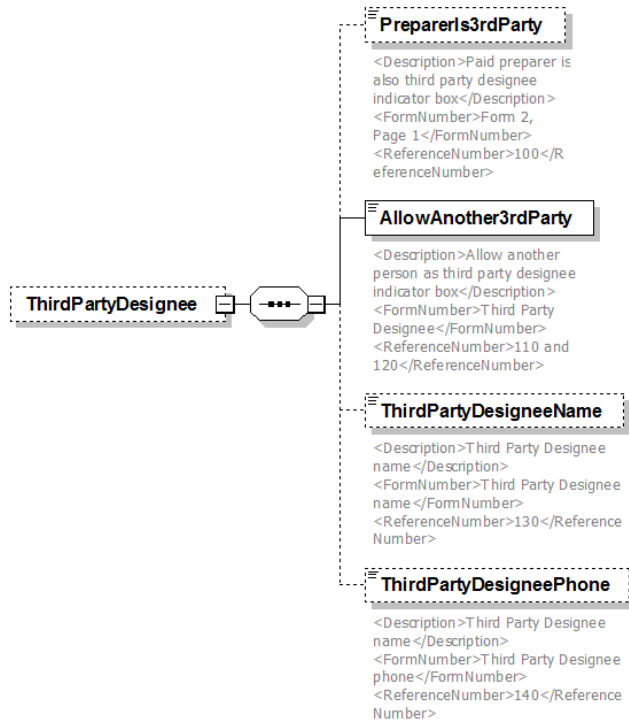 PreparerIs3rdParty
<Description>Paid preparer is
also third party designee
indicator box</Description>
<FormNumber>Form 2,
Page 1</FormNumber>
<ReferenceNumber>100</R
eferenceNumber>
AllowAnother3rdParty
<Description>Allow another
person as third party designee
indicator box</Description>
<FormNumber>Third Party
Designee</FormNumber>
<ReferenceNumber>110 and
120</ReferenceNumber>
ThirdPartyDesignee
ThirdPartyDesigneeName
<Description>Third Party Designee
name</Description>
<FormNumber>Third Party Designee
name</FormNumber>
<ReferenceNumber>130</Reference
Number>
ThirdPartyDesigneePhone
<Description>Third Party Designee
name</Description>
<FormNumber>Third Party Designee
phone</FormNumber>
<ReferenceNumber>140</Reference
Number>